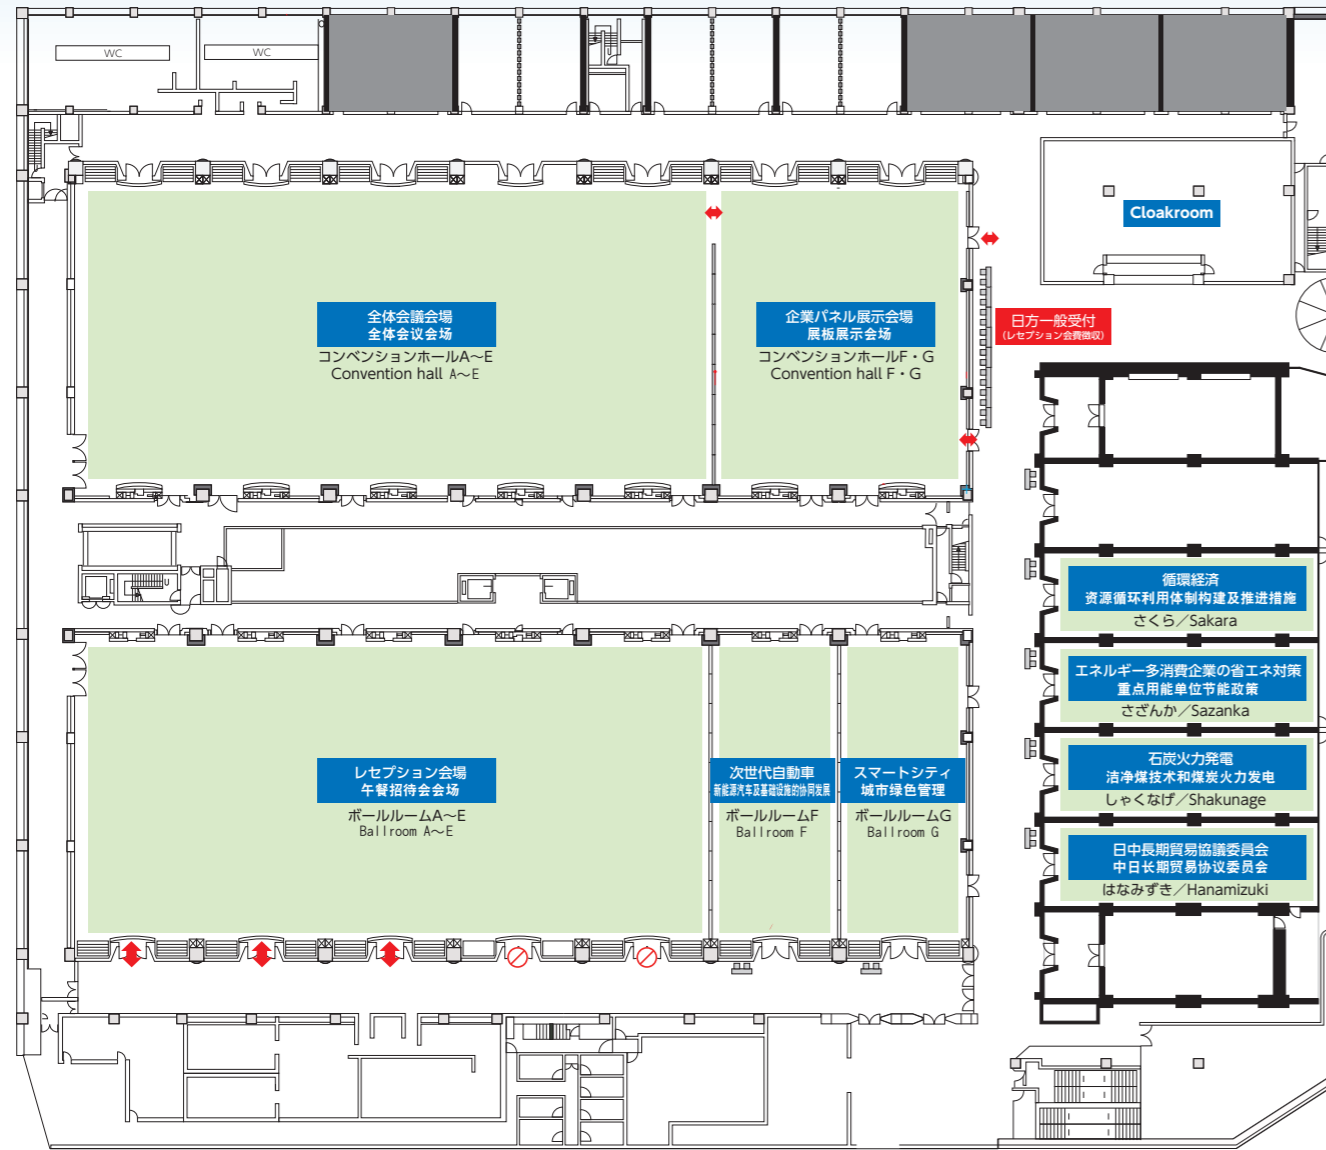 WC
WC
Cloakroom
全体会議会場
全体会议会场
コンベンションホールA～E
Convention hall A～E
企業パネル展示会場
展板展示会场
コンベンションホールF・G
Convention hall F・G
日方一般受付
(レセプション会費徴収)
循環経済
资源循环利用体制构建及推进措施
さくら／Sakara
エネルギー多消費企業の省エネ対策
重点用能单位节能政策
さざんか／Sazanka
石炭火力発電
洁净煤技术和煤炭火力发电
しゃくなげ／Shakunage
日中長期貿易協議委員会
中日长期贸易协议委员会
はなみずき／Hanamizuki
レセプション会場
午餐招待会会场
ボールルームA～E
Ballroom A～E
次世代自動車
新能源汽车及基础设施的协同发展
ボールルームF
Ballroom F
スマートシティ
城市绿色管理
ボールルームG
Ballroom G